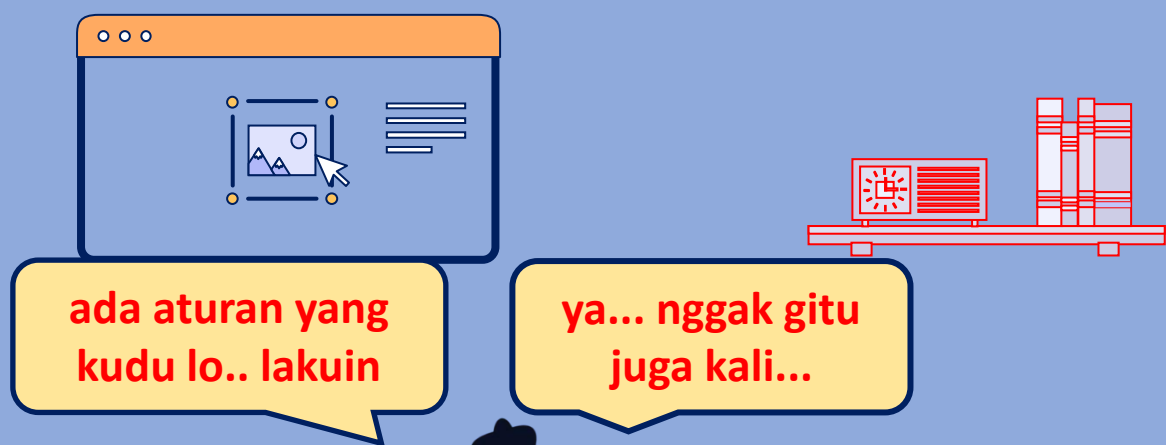 ada aturan yang
kudu lo.. lakuin
ya... nggak gitu
juga kali...